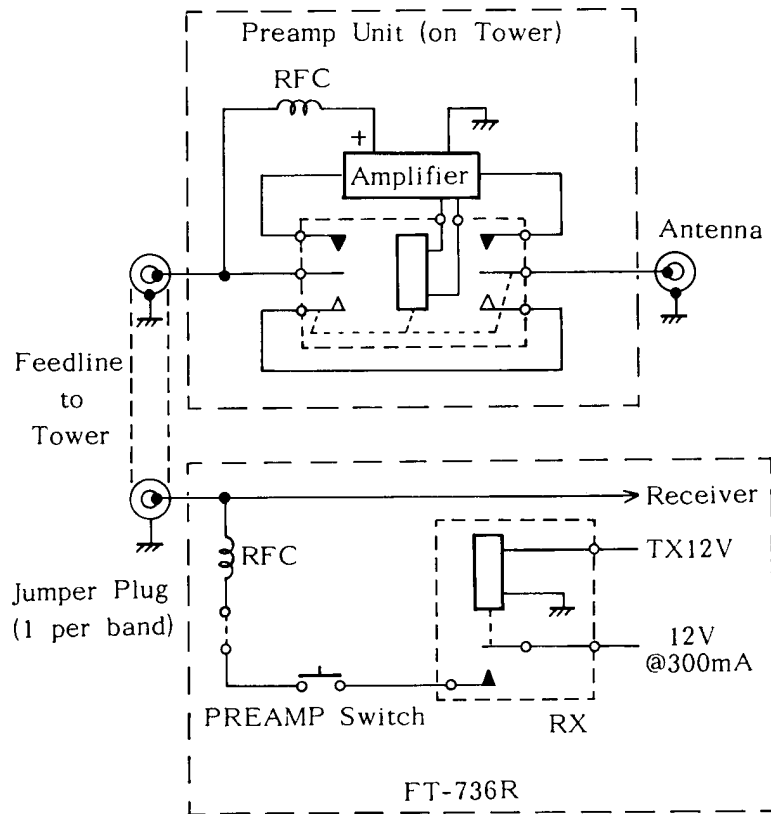 Preamp Unit (on Tower)
RFC
+
Amplifier
Antenna
Feedline
to
Tower
Receiver
RFC
TX12V
Jumper Plug
(1 per band)
12V
@300mA
PREAMP Switch
RX
FT-736R